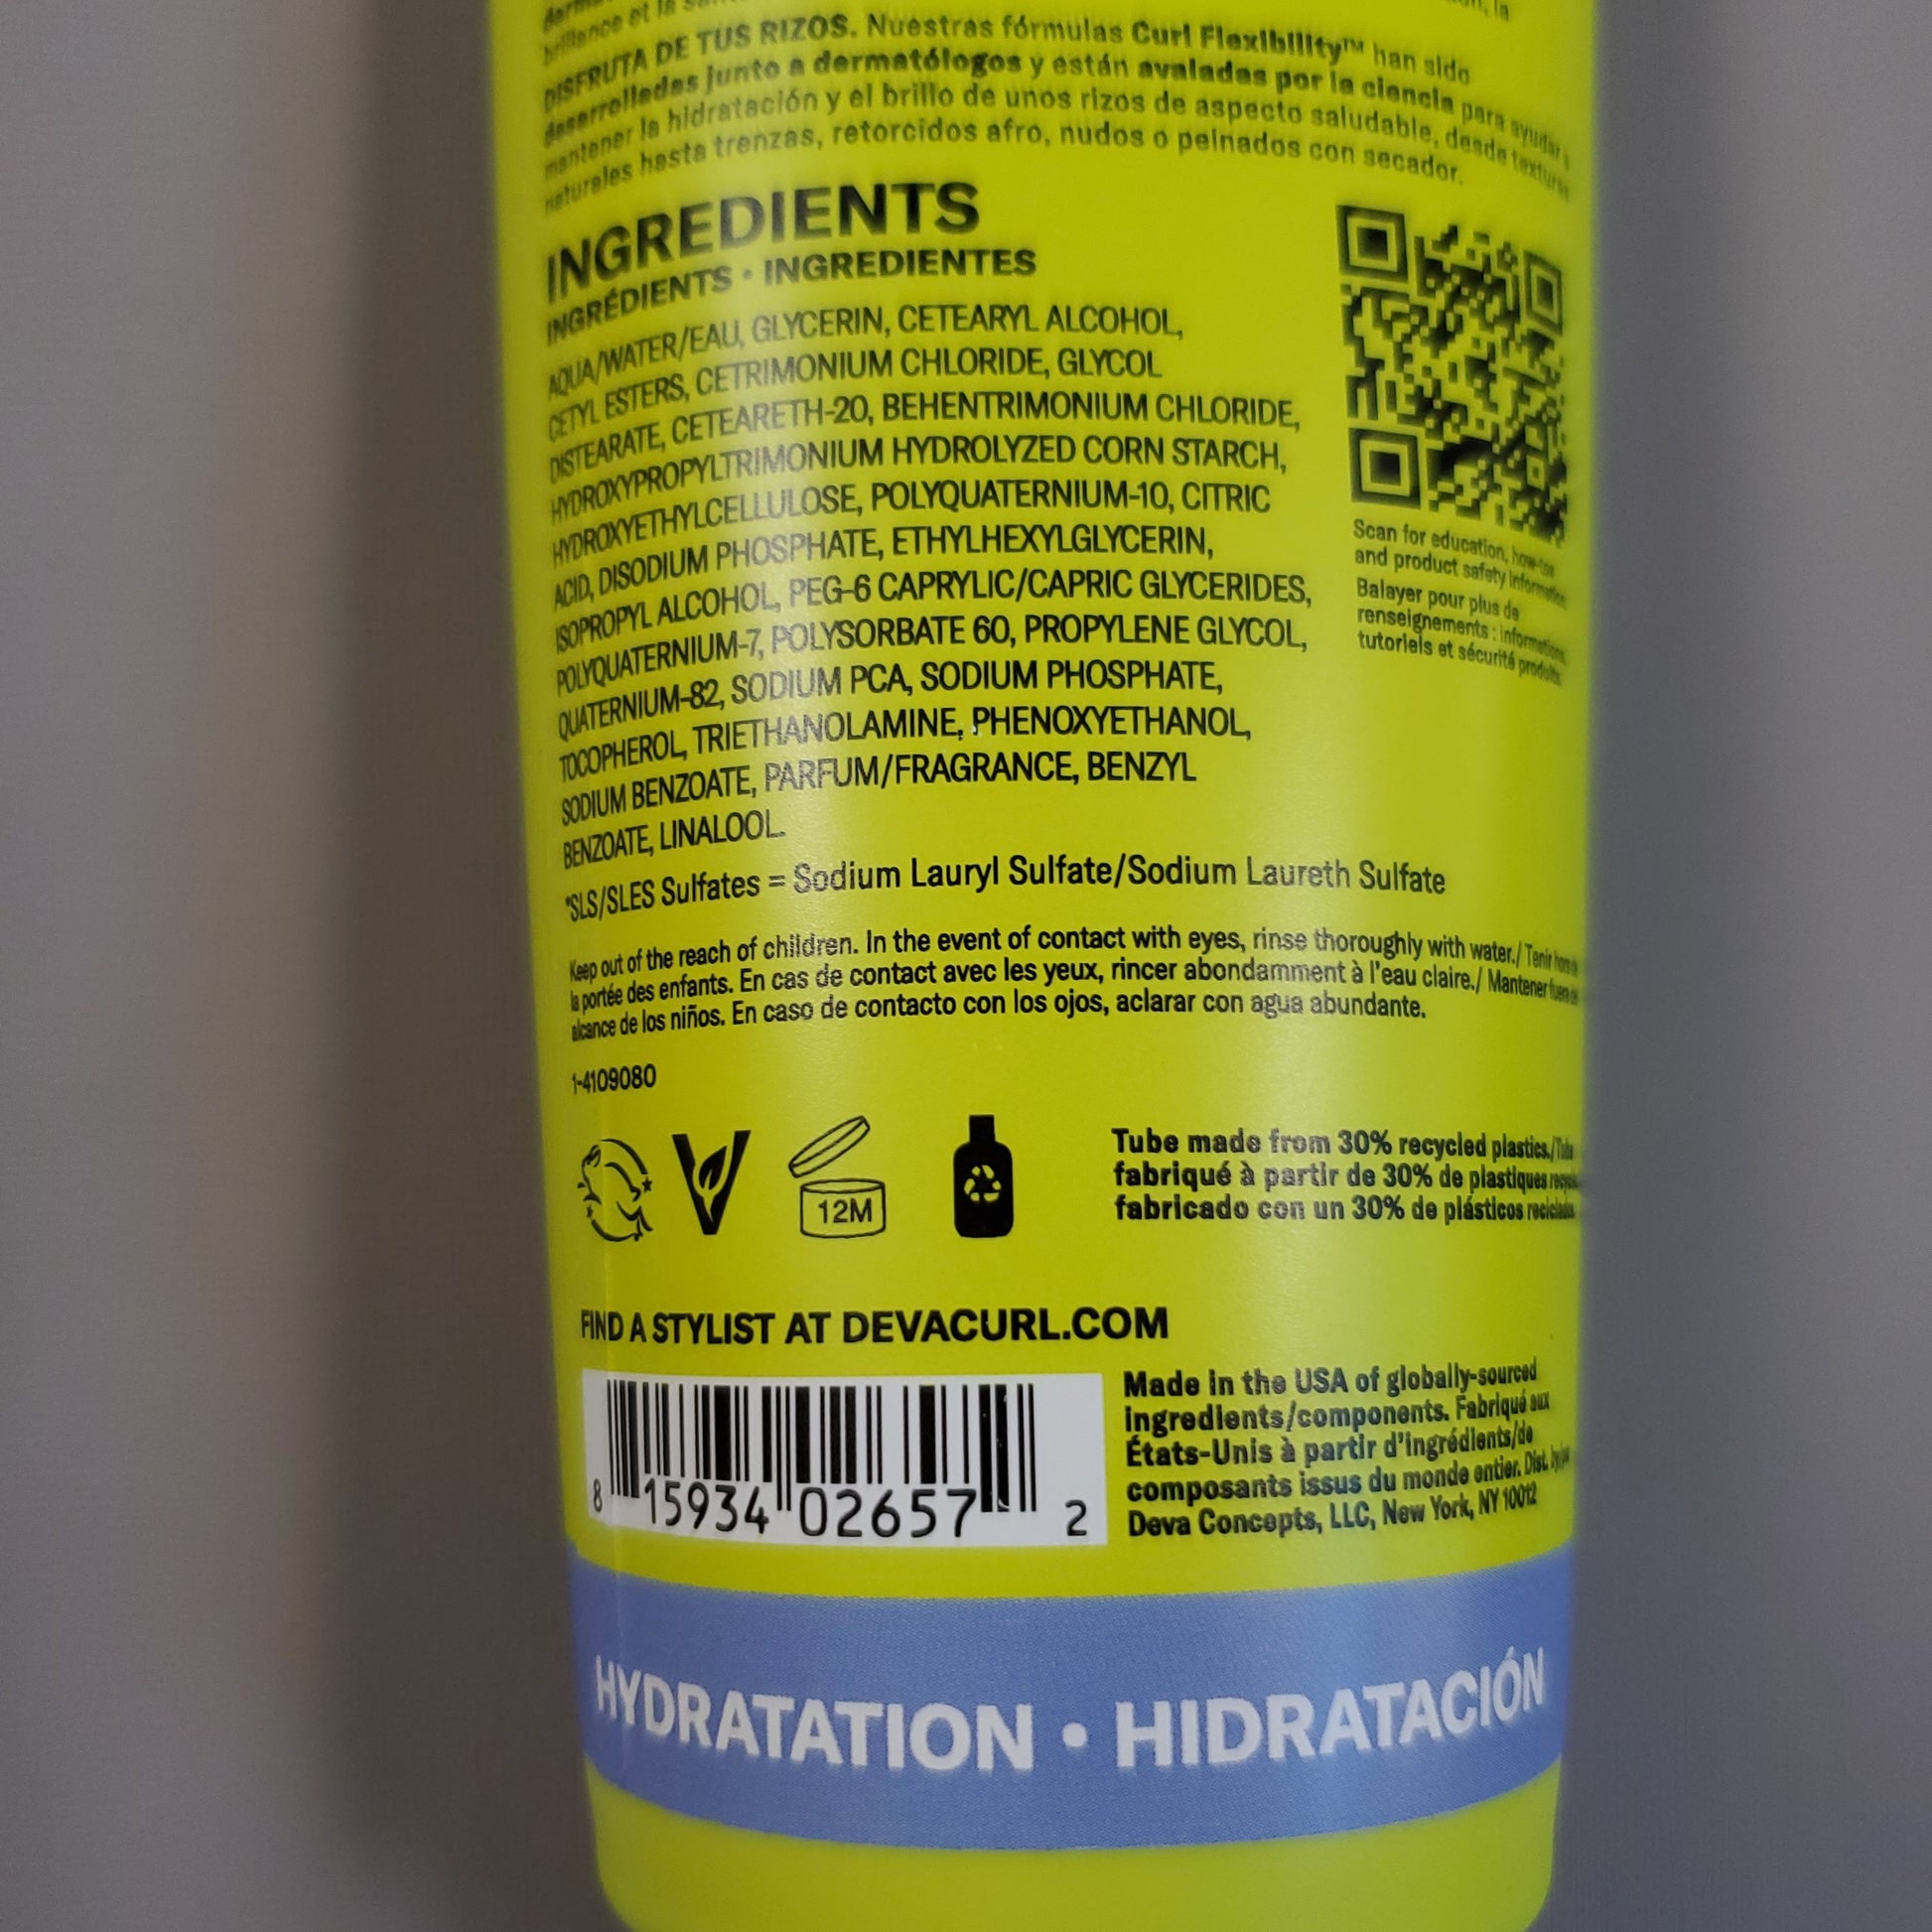 brillance et la
DISFRUTA DE TUS RIZOS. Nuestras fórmulas Curl Flexibility™ han sido
desarrolladas junto a dermatólogos y están avaladas por la ciencia para ayudar a
mantener la hidratación y el brillo de unos rizos de aspecto saludable, desde texturas
naturales hasta trenzas, retorcidos afro, nudos o peinados con secador.
INGREDIENTS
INGRÉDIENTS • INGREDIENTES
AQUA/WATER/EAU, GLYCERIN, CETEARYL ALCOHOL,
CETYL ESTERS, CETRIMONIUM CHLORIDE, GLYCOL
DISTEARATE, CETEARETH-20, BEHENTRIMONIUM CHLORIDE,
HYDROXYPROPYLTRIMONIUM HYDROLYZED CORN STARCH,
HYDROXYETHYLCELLULOSE, POLYQUATERNIUM-10, CITRIC
ACID, DISODIUM PHOSPHATE, ETHYLHEXYLGLYCERIN,
ISOPROPYL ALCOHOL, PEG-6 CAPRYLIC/CAPRIC GLYCERIDES,
POLYQUATERNIUM-7, POLYSORBATE 60, PROPYLENE GLYCOL,
QUATERNIUM-82, SODIUM PCA, SODIUM PHOSPHATE,
TOCOPHEROL, TRIETHANOLAMINE, PHENOXYETHANOL,
SODIUM BENZOATE, PARFUM/FRAGRANCE, BENZYL
BENZOATE, LINALOOL.
Scan for education, how-tos
and product safety information.
Balayer pour plus de
renseignements : informations,
tutoriels et sécurité produits.
*SLS/SLES Sulfates = Sodium Lauryl Sulfate/Sodium Laureth Sulfate
Keep out of the reach of children. In the event of contact with eyes, rinse thoroughly with water./ Tenir hors de
la portée des enfants. En cas de contact avec les yeux, rincer abondamment à l'eau claire./ Mantener fuera del
alcance de los niños. En caso de contacto con los ojos, aclarar con agua abundante.
1-4109080
12M
Tube made from 30% recycled plastics./Tube
fabriqué à partir de 30% de plastiques
fabricado con un 30% de plásticos reciclados.
FIND A STYLIST AT DEVACURL.COM
8 15934 02657 2
Made in the USA of globally-sourced
ingredients/components. Fabriqué aux
États-Unis à partir d'ingrédients/de
composants issus du monde entier. Dist. by/par
Deva Concepts, LLC, New York, NY 10012
HYDRATATION • HIDRATACIÓN